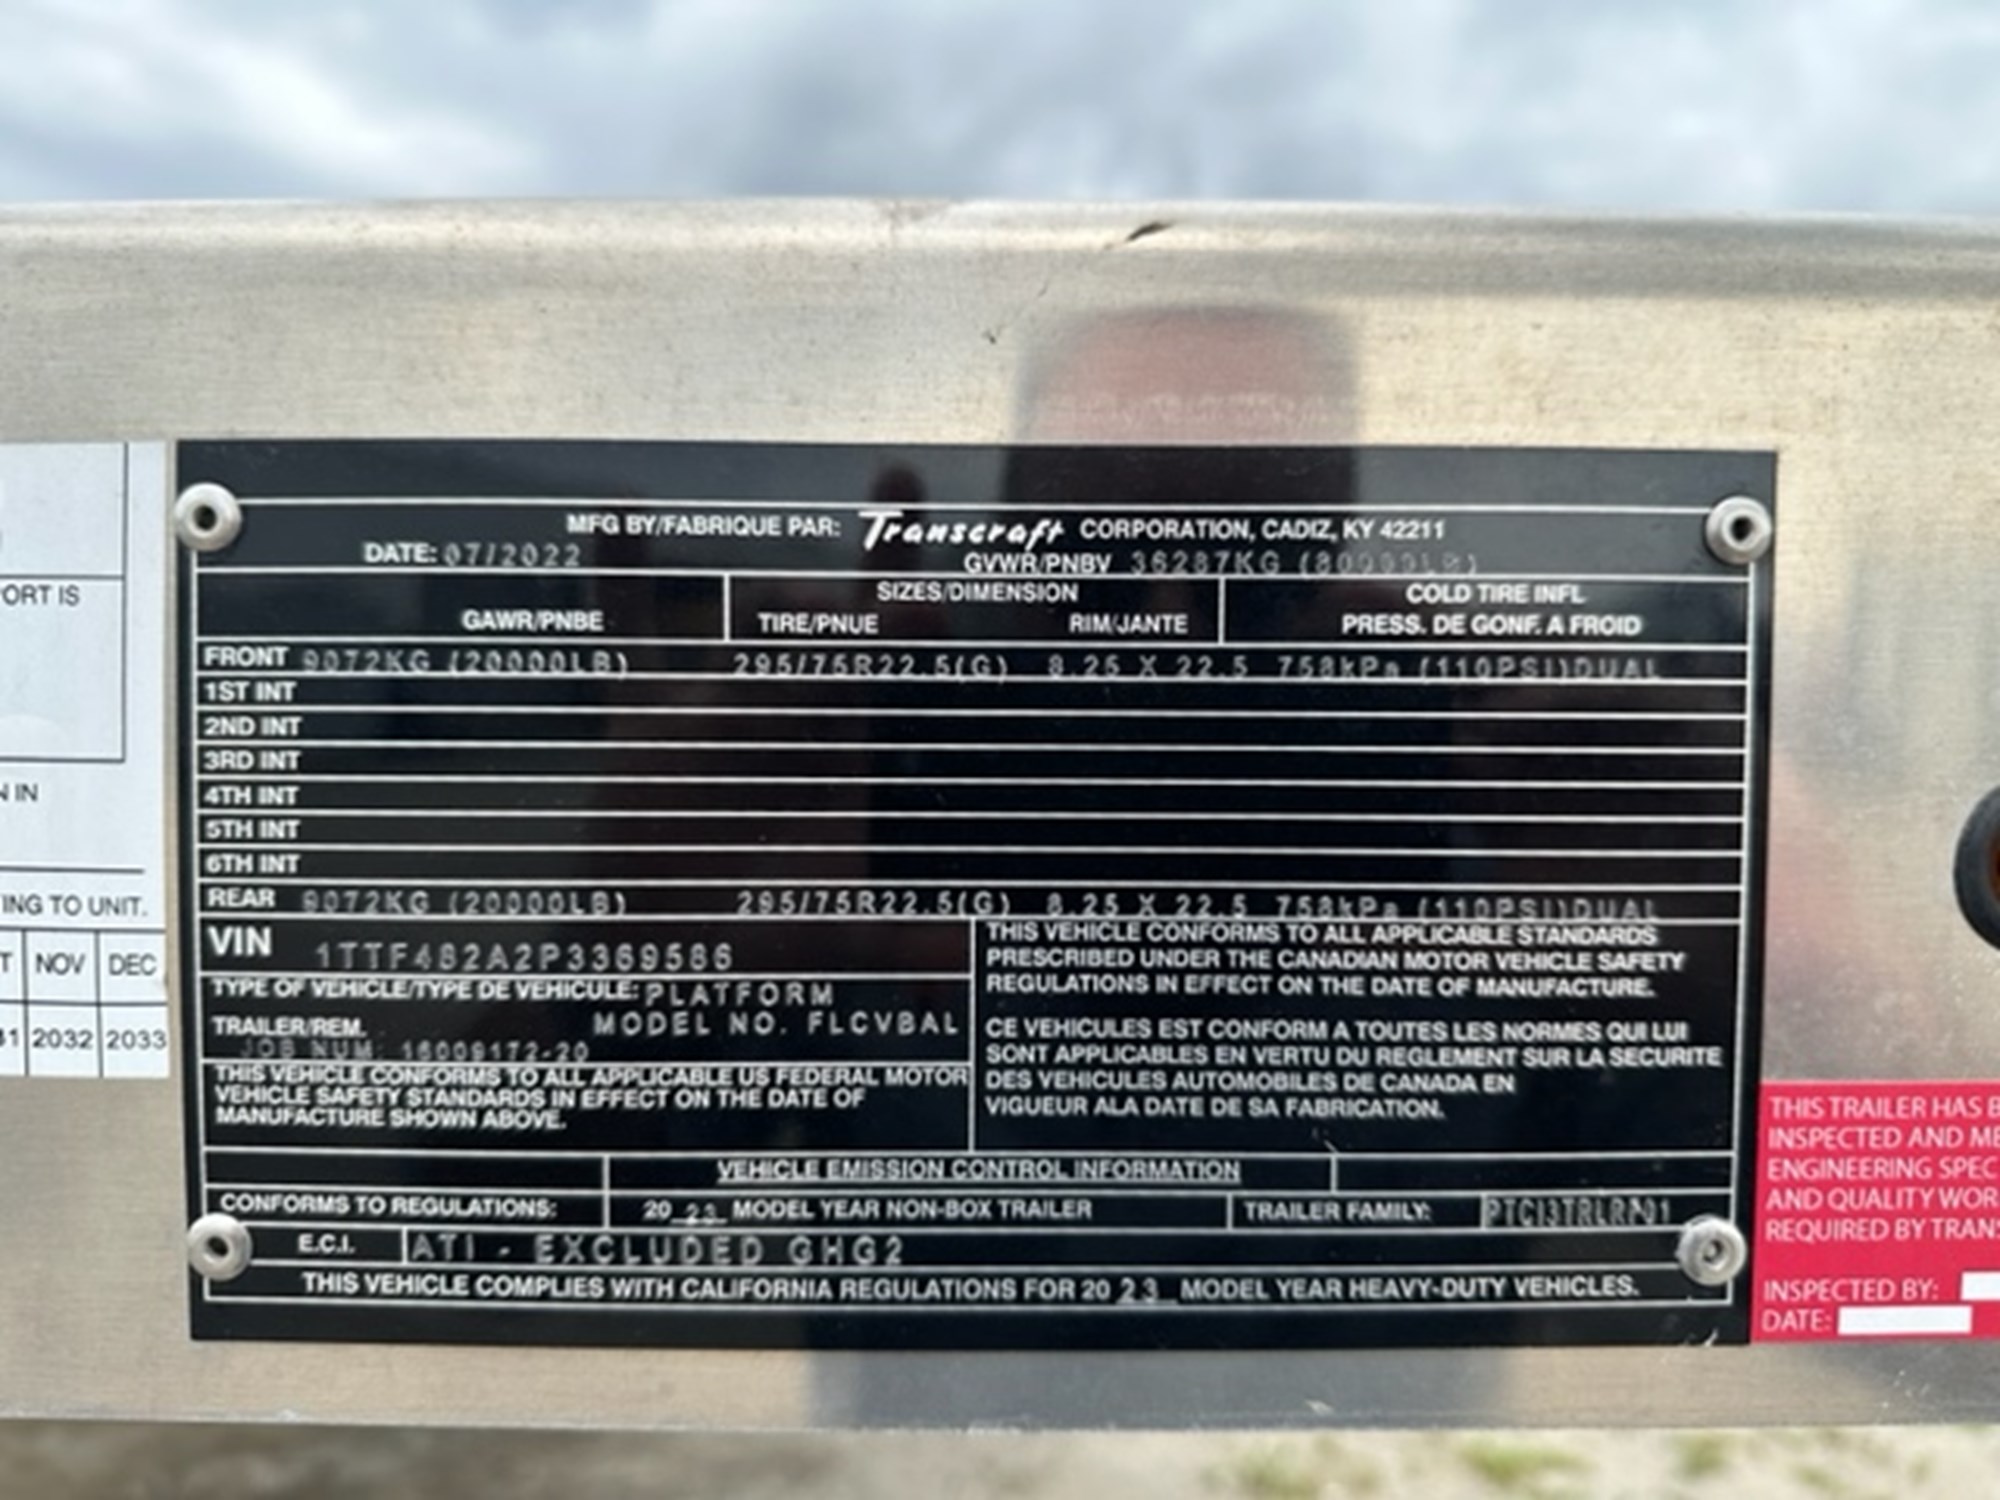 MFG BY/FABRIQUE PAR: Transcraft CORPORATION, CADIZ, KY 42211
DATE: 07/2022 GVWR/PNBV 36287KG (80000LB)
GAWR/PNBE SIZES/DIMENSION COLD TIRE INFL
TIRE/PNUE RIM/JANTE PRESS. DE GONF. A FROID
FRONT 9072KG (20000LB) 295/75R22.5(G) 8.25 X 22.5 758kPa (110PSI)DUAL
1ST INT
2ND INT
3RD INT
4TH INT
5TH INT
6TH INT
REAR 9072KG (20000LB) 295/75R22.5(G) 8.25 X 22.5 758kPa (110PSI)DUAL
VIN 1TTF482A2P3369586
TYPE OF VEHICLE/TYPE DE VEHICULE: PLATFORM
TRAILER/REM. MODEL NO. FLCVBAL
JOB NUM: 16009172-20
THIS VEHICLE CONFORMS TO ALL APPLICABLE US FEDERAL MOTOR
VEHICLE SAFETY STANDARDS IN EFFECT ON THE DATE OF
MANUFACTURE SHOWN ABOVE.
THIS VEHICLE CONFORMS TO ALL APPLICABLE STANDARDS
PRESCRIBED UNDER THE CANADIAN MOTOR VEHICLE SAFETY
REGULATIONS IN EFFECT ON THE DATE OF MANUFACTURE.
CE VEHICULES EST CONFORM A TOUTES LES NORMES QUI LUI
SONT APPLICABLES EN VERTU DU REGLEMENT SUR LA SECURITE
DES VEHICULES AUTOMOBILES DE CANADA EN
VIGUEUR ALA DATE DE SA FABRICATION.
VEHICLE EMISSION CONTROL INFORMATION
CONFORMS TO REGULATIONS: 20 23 MODEL YEAR NON-BOX TRAILER TRAILER FAMILY:
E.C.I. ATI - EXCLUDED GHG2
THIS VEHICLE COMPLIES WITH CALIFORNIA REGULATIONS FOR 20 23 MODEL YEAR HEAVY-DUTY VEHICLES.
ORT IS
N IN
ING TO UNIT.
T NOV DEC
31 2032 2033
THIS TRAILER HAS B
INSPECTED AND ME
ENGINEERING SPEC
AND QUALITY WOR
REQUIRED BY TRANS
INSPECTED BY:
DATE: